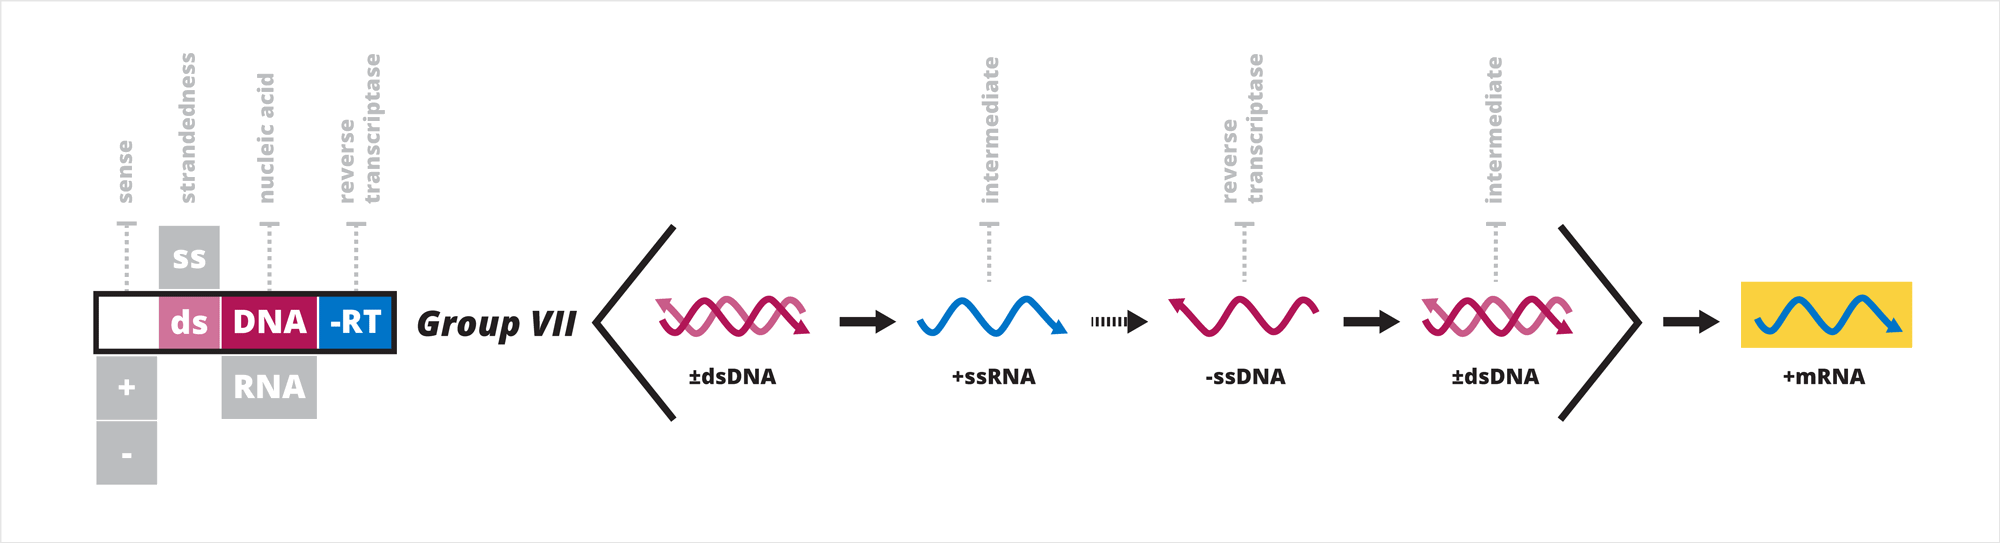 sense
strandedness
nucleic acid
reverse
transcriptase
intermediate
reverse
transcriptase
intermediate
ss
ds DNA -RT
+ RNA
-
Group VII
±dsDNA
+ssRNA
-ssDNA
±dsDNA
+mRNA